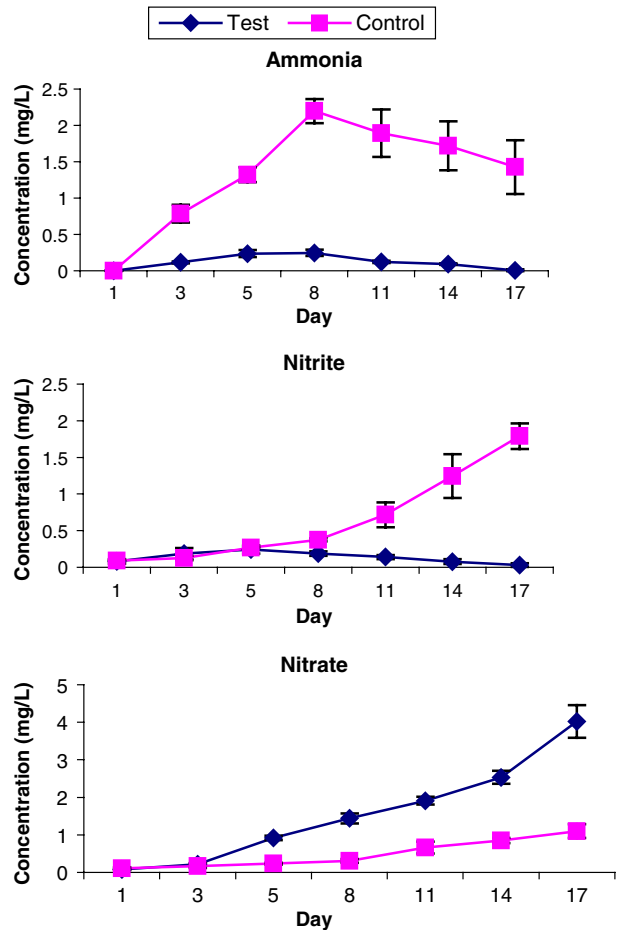 Test Control
Ammonia
Concentration (mg/L)
2.5
2
1.5
1
0.5
0
1 3 5 8 11 14 17
Day
Nitrite
Concentration (mg/L)
2.5
2
1.5
1
0.5
0
1 3 5 8 11 14 17
Day
Nitrate
Concentration (mg/L)
5
4
3
2
1
0
1 3 5 8 11 14 17
Day